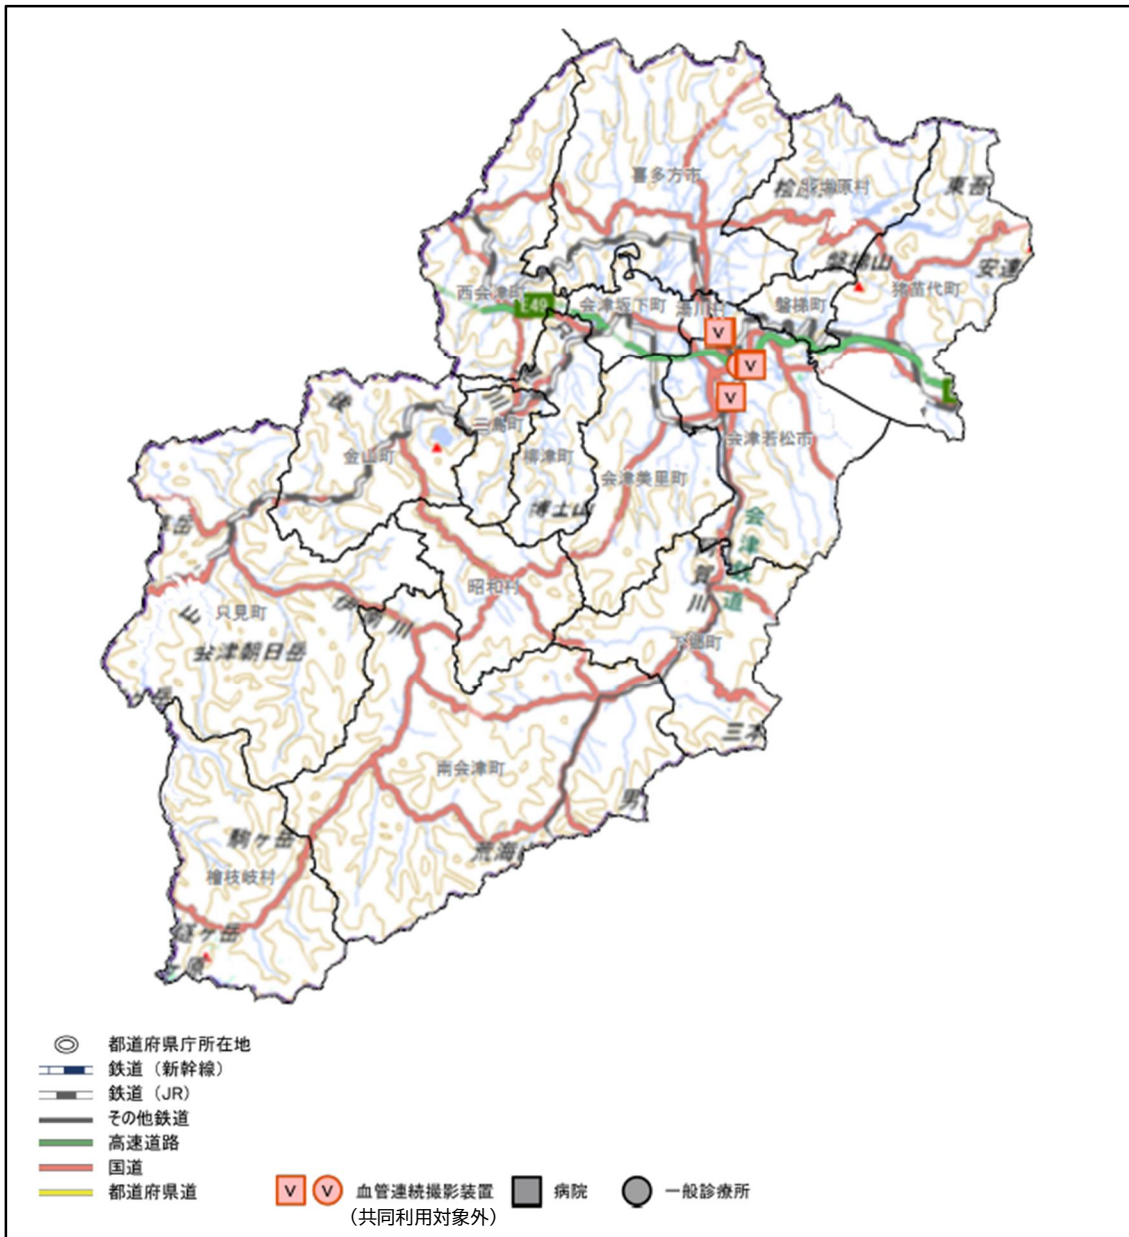 喜多方市
東吾
磐梯山
安達
猪苗代町
西会津町
E49
会津坂下町
磐梯町
V
V
V
三島町
会津若松市
金山町
柳津町
会津美里町
博士山
会津鉄道
阿賀川
昭和村
伊南川
只見町
会津朝日岳
下郷町
三本
南会津町
男
駒ヶ岳
荒海
檜枝岐村
都道府県庁所在地
鉄道（新幹線）
鉄道（JR）
その他鉄道
高速道路
国道
都道府県道
V V 血管連続撮影装置 病院 一般診療所
（共同利用対象外）